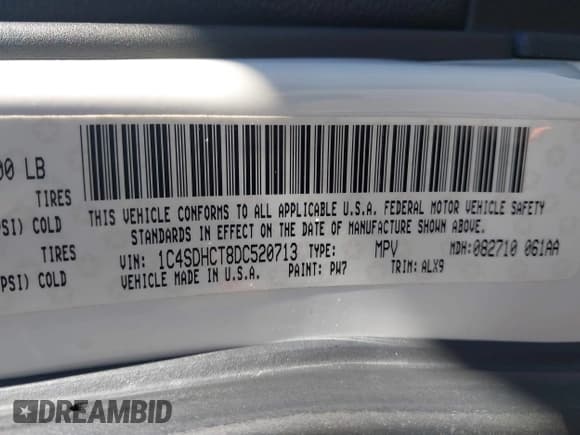 00 LB
TIRES
PSI) COLD
TIRES
PSI) COLD
THIS VEHICLE CONFORMS TO ALL APPLICABLE U.S.A. FEDERAL MOTOR VEHICLE SAFETY
STANDARDS IN EFFECT ON THE DATE OF MANUFACTURE SHOWN ABOVE.
VIN: 1C4SDHCT8DC520713 TYPE: MPV MDH: 082710 061AA
VEHICLE MADE IN U.S.A. PAINT: PW7 TRIM: ALX9
DREAMBID